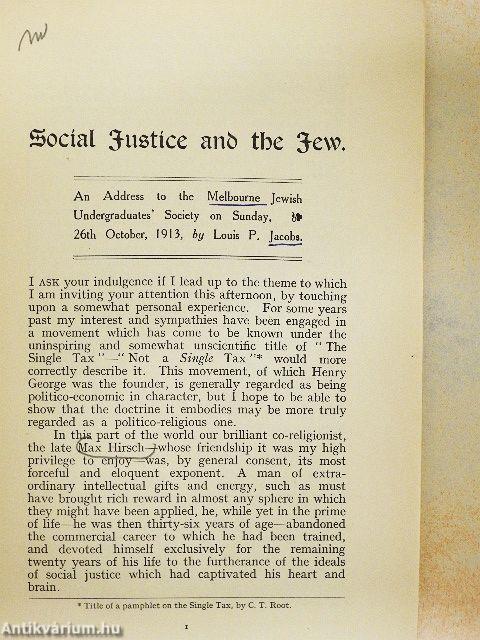 Social Justice and the Jew.
An Address to the Melbourne Jewish
Undergraduates' Society on Sunday,
26th October, 1913, by Louis P. Jacobs.
I ASK your indulgence if I lead up to the theme to which
I am inviting your attention this afternoon, by touching
upon a somewhat personal experience. For some years
past my interest and sympathies have been engaged in
a movement which has come to be known under the
uninspiring and somewhat unscientific title of "The
Single Tax"—"Not a Single Tax"* would more
correctly describe it. This movement, of which Henry
George was the founder, is generally regarded as being
politico-economic in character, but I hope to be able to
show that the doctrine it embodies may be more truly
regarded as a politico-religious one.
In this part of the world our brilliant co-religionist,
the late Max Hirsch—whose friendship it was my high
privilege to enjoy—was, by general consent, its most
forceful and eloquent exponent. A man of extra-
ordinary intellectual gifts and energy, such as must
have brought rich reward in almost any sphere in which
they might have been applied, he, while yet in the prime
of life—he was then thirty-six years of age—abandoned
the commercial career to which he had been trained,
and devoted himself exclusively for the remaining
twenty years of his life to the furtherance of the ideals
of social justice which had captivated his heart and
brain.
* Title of a pamphlet on the Single Tax, by C. T. Root.
1
Antikvárium.hu